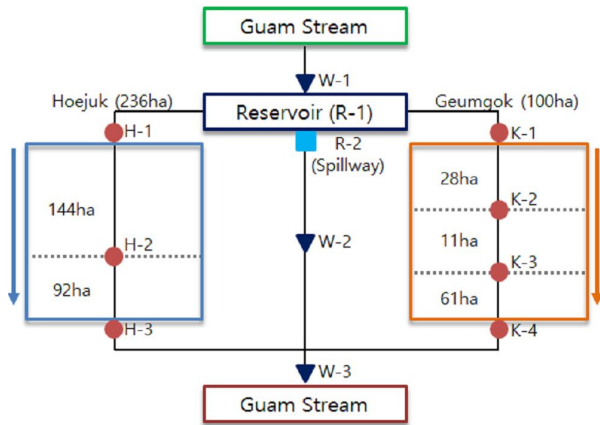 Guam Stream
W-1
Hoejuk (236ha)
Reservoir (R-1)
Geumgok (100ha)
H-1
R-2
(Spillway)
K-1
28ha
144ha
K-2
H-2
W-2
11ha
K-3
92ha
61ha
H-3
K-4
W-3
Guam Stream